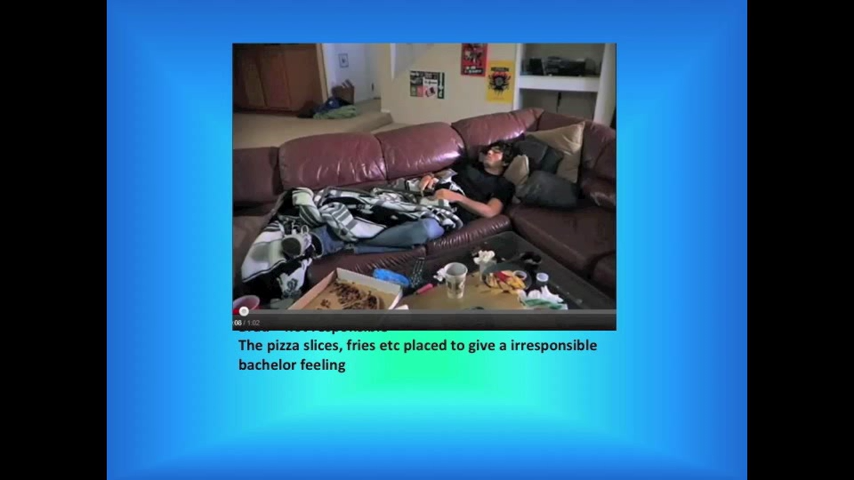 The pizza slices, fries etc placed to give a irresponsible
bachelor feeling